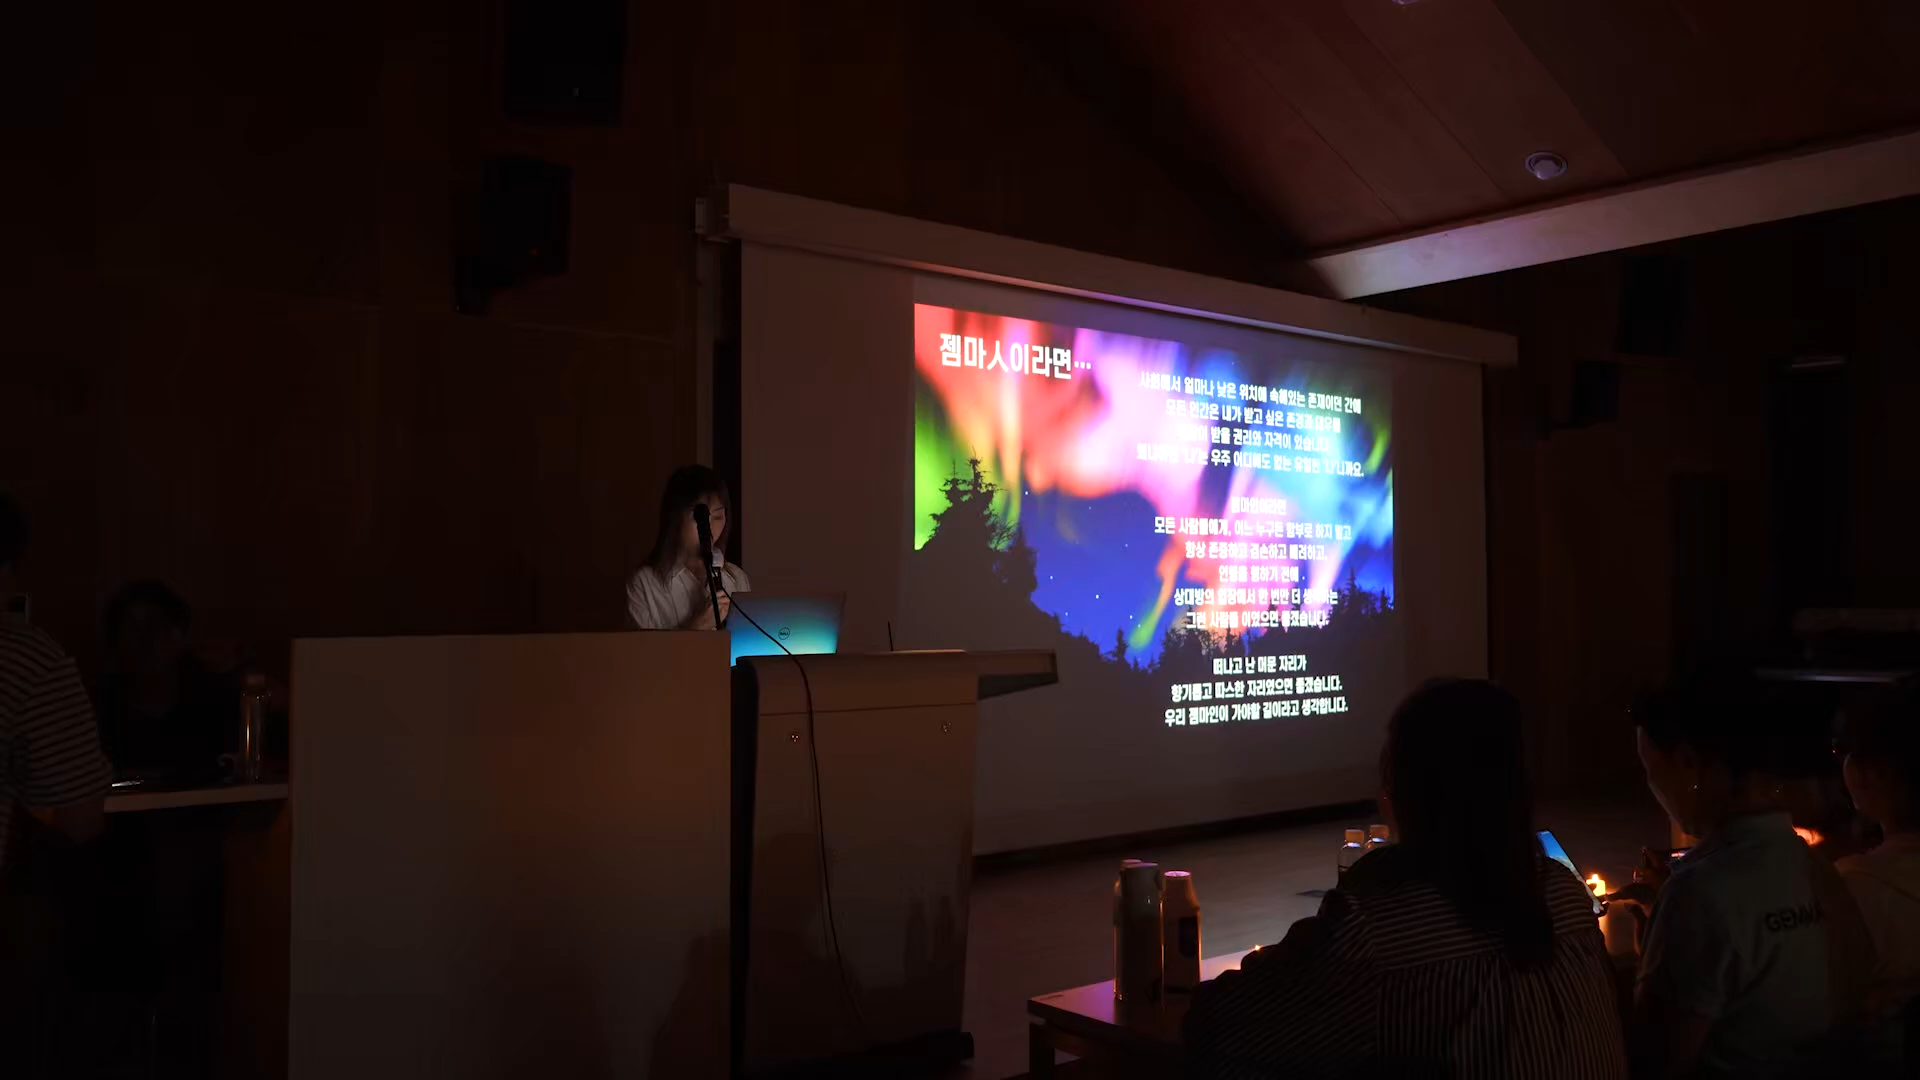 젬마人이라면...
사회에서 얼마나 낮은 위치에 속해있는 존재이던 간에
모든 인간은 내가 받고 싶은 존경과 대우를
받을 권리와 자격이 있습니다.
왜냐하면 '나'는 우주 어디에도 없는 유일한 '나'니까요.
젬마인이라면
모든 사람들에게, 어느 누구든 함부로 하지 말고
항상 존중하고 겸손하고 배려하고,
언행을 행하기 전에
상대방의 입장에서 한 번만 더 생각하는
그런 사람들 이었으면 좋겠습니다.
떠나고 난 머문 자리가
향기롭고 따스한 자리였으면 좋겠습니다.
우리 젬마인이 가야할 길이라고 생각합니다.
DELL
GEMMA